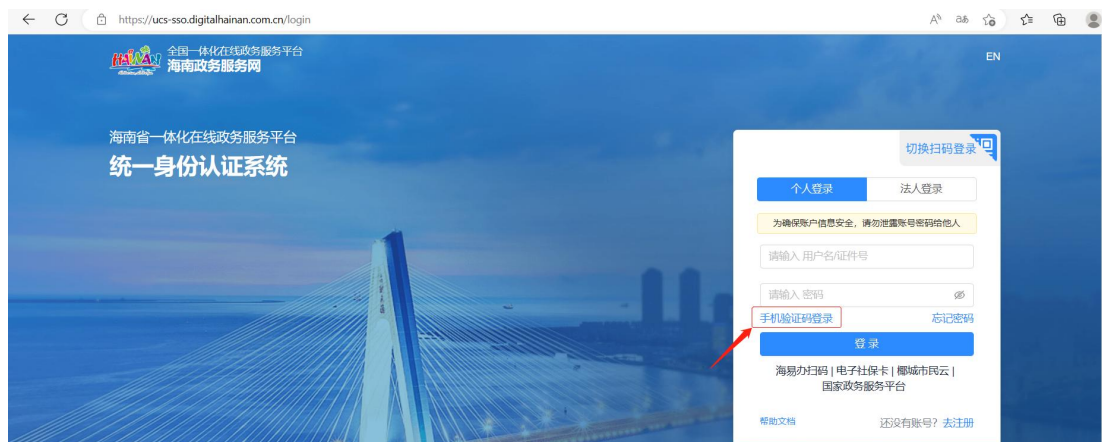 https://ucs-sso.digitalhainan.com.cn/login
HAINAN
全国一体化在线政务服务平台
海南政务服务网
EN
海南省一体化在线政务服务平台
统一身份认证系统
切换扫码登录
个人登录
法人登录
为确保账户信息安全，请勿泄露账号密码给他人
请输入 用户名/证件号
请输入 密码
手机验证码登录
忘记密码
登 录
海易办扫码 | 电子社保卡 | 椰城市民云 |
国家政务服务平台
帮助文档
还没有账号？去注册